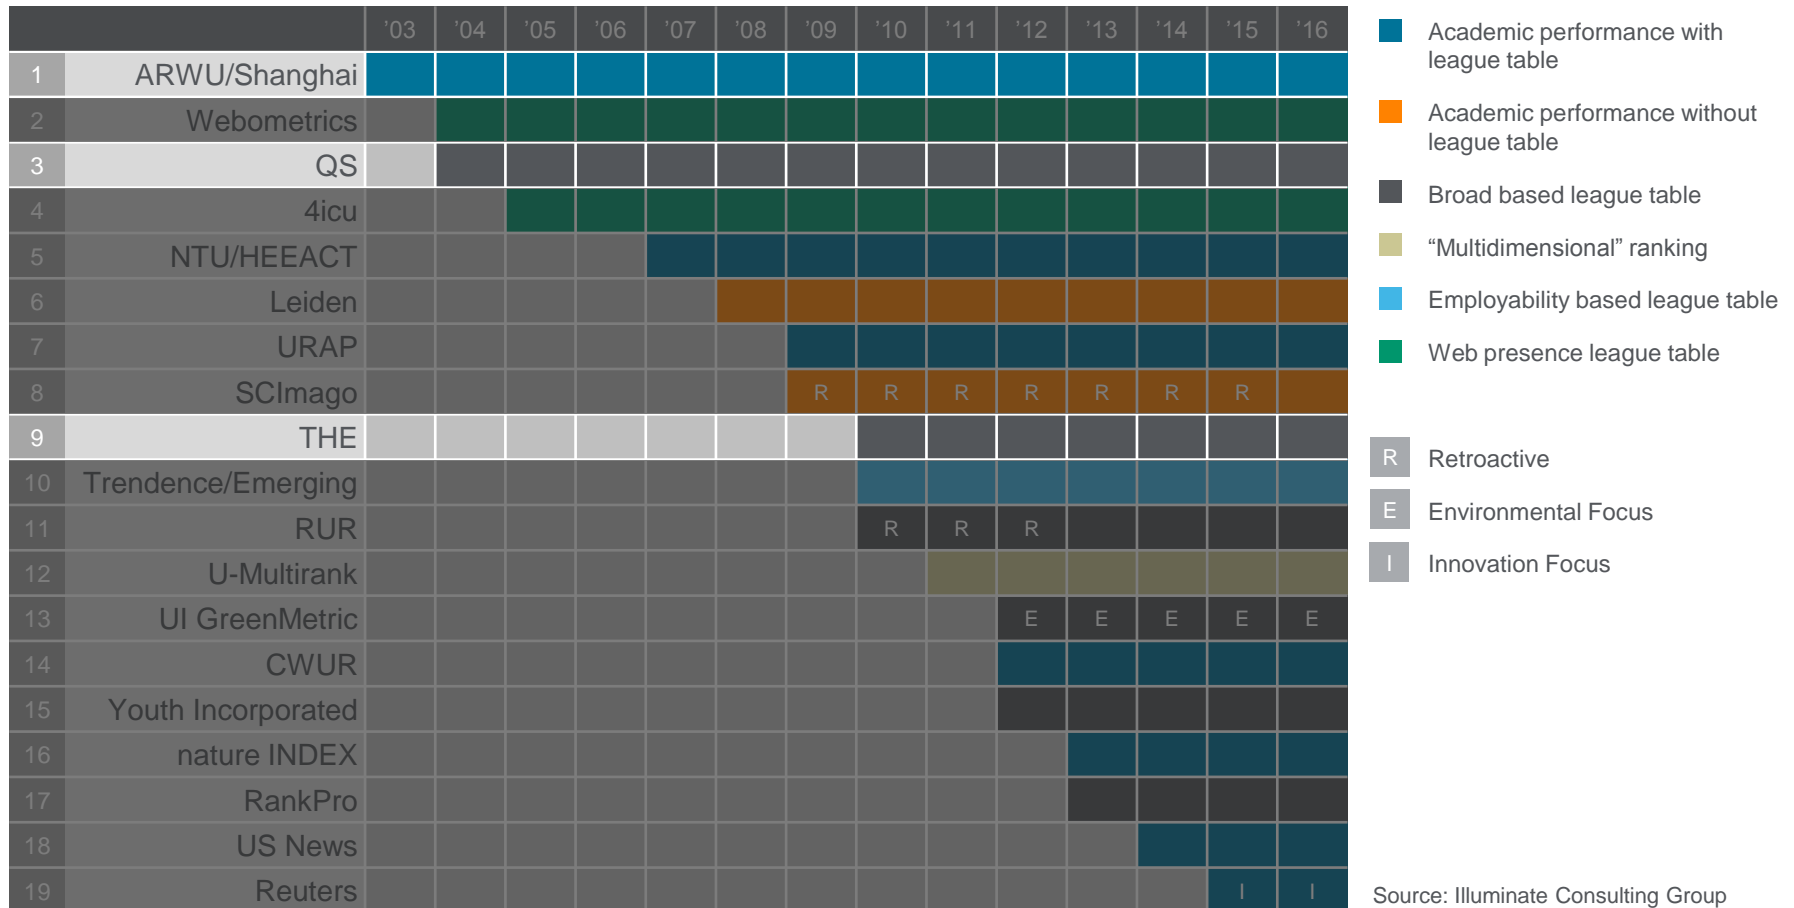 ’03 ’04 ’05 ’06 ’07 ’08 ’09 ’10 ’11 ’12 ’13 ’14 ’15 ’16
1 ARWU/Shanghai
2 Webometrics
3 QS
4 4icu
5 NTU/HEEACT
6 Leiden
7 URAP
8 SCImago R R R R R R R
9 THE
10 Trendence/Emerging
11 RUR R R R
12 U-Multirank
13 UI GreenMetric E E E E E
14 CWUR
15 Youth Incorporated
16 nature INDEX
17 RankPro
18 US News
19 Reuters I I
Academic performance with
league table
Academic performance without
league table
Broad based league table
“Multidimensional” ranking
Employability based league table
Web presence league table
R Retroactive
E Environmental Focus
I Innovation Focus
Source: Illuminate Consulting Group